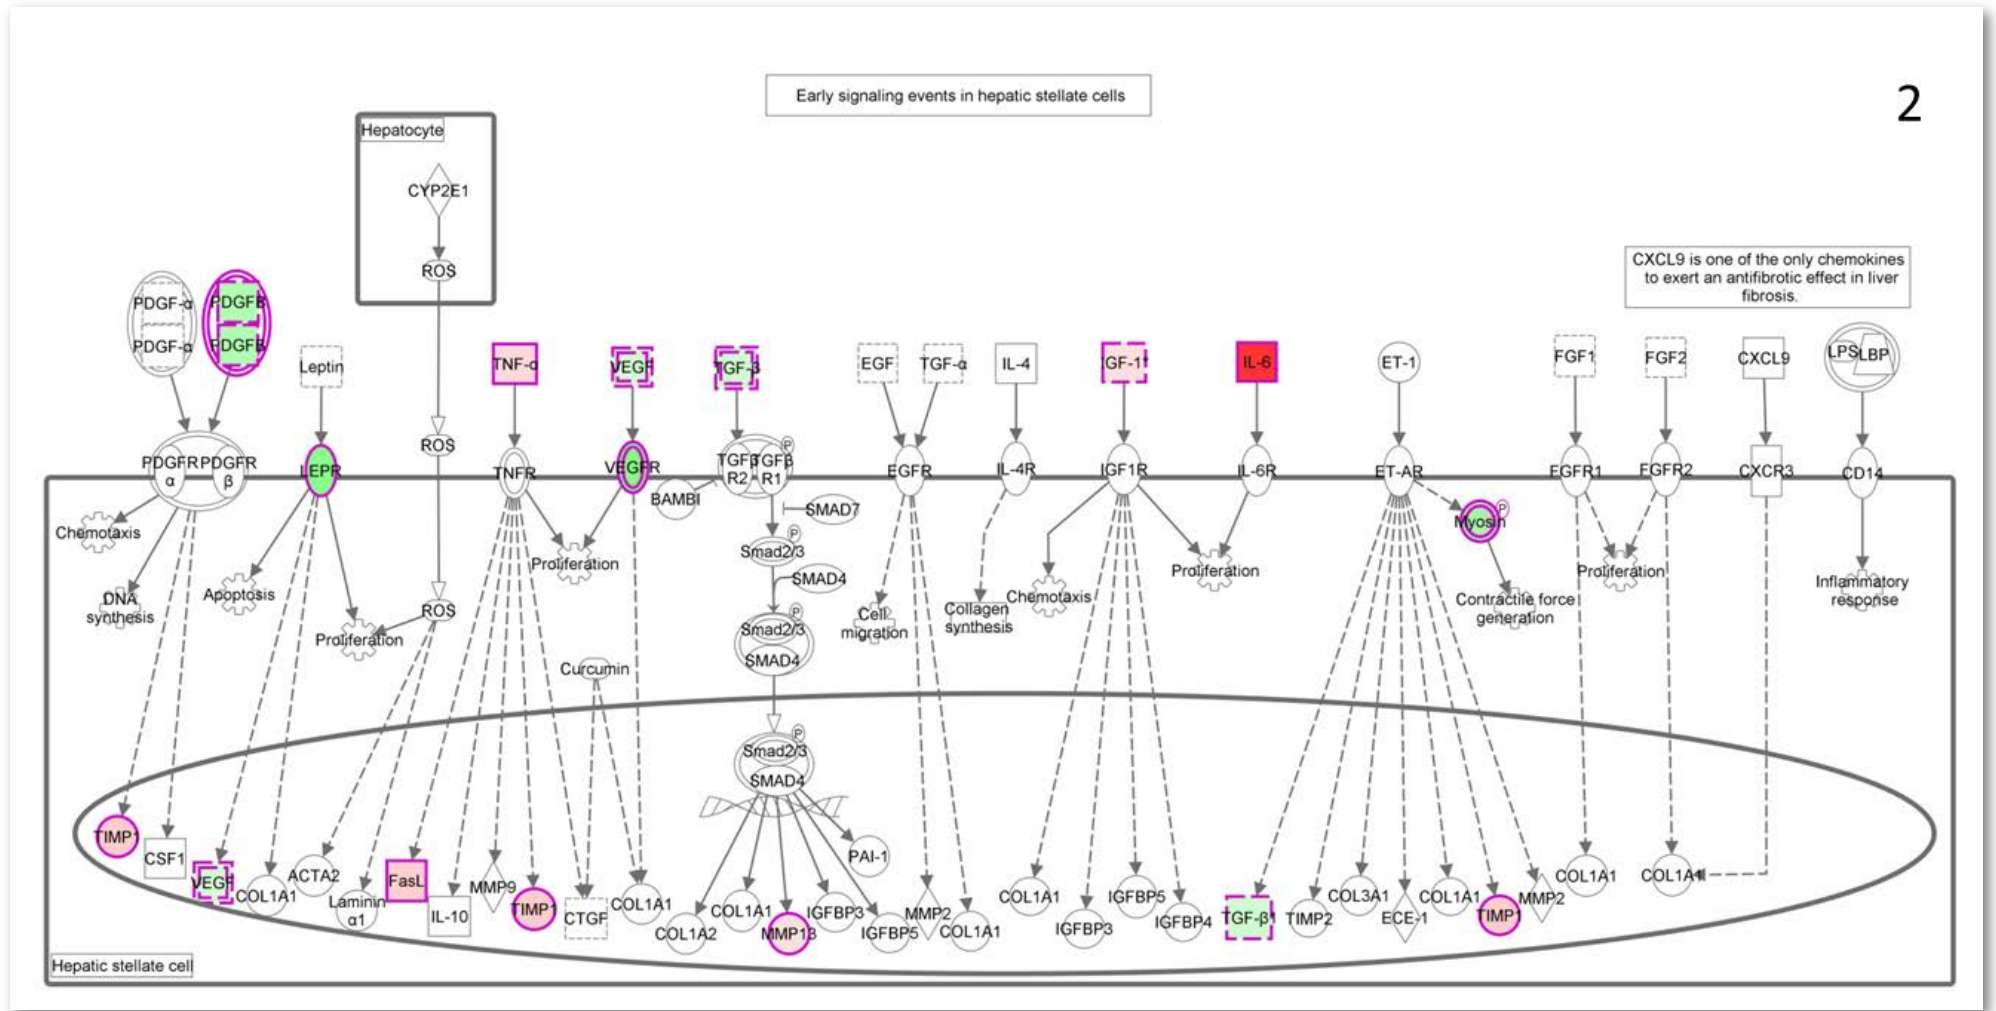 Early signaling events in hepatic stellate cells
2
Hepatocyte
CYP2E1
ROS
CXCL9 is one of the only chemokines
to exert an antifibrotic effect in liver
fibrosis.
PDGF-α
PDGF-α
PDGFB
PDGFB
Leptin
TNF-α
VEGF
TGF-β
EGF
TGF-α
IL-4
IGF-1
IL-6
ET-1
FGF1
FGF2
CXCL9
LPS
LBP
PDGFR
α
PDGFR
β
LEPR
ROS
TNFR
VEGFR
TGFβ
R2
TGFβ
R1
P
EGFR
IL-4R
IGF1R
IL-6R
ET-AR
FGFR1
FGFR2
CXCR3
CD14
BAMBI
SMAD7
Myosin
P
Chemotaxis
DNA
synthesis
Apoptosis
Proliferation
ROS
Proliferation
P
Smad2/3
SMAD4
P
Smad2/3
SMAD4
Cell
migration
Collagen
synthesis
Chemotaxis
Proliferation
Contractile force
generation
Proliferation
Inflammatory
response
Curcumin
P
Smad2/3
SMAD4
TIMP1
CSF1
VEGF
COL1A1
ACTA2
Laminin
α1
FasL
IL-10
MMP9
TIMP1
CTGF
COL1A1
COL1A2
COL1A1
MMP13
IGFBP3
PAI-1
IGFBP5
MMP2
COL1A1
COL1A1
IGFBP3
IGFBP5
IGFBP4
TGF-β1
TIMP2
COL3A1
ECE-1
COL1A1
TIMP1
MMP2
COL1A1
COL1A1
Hepatic stellate cell